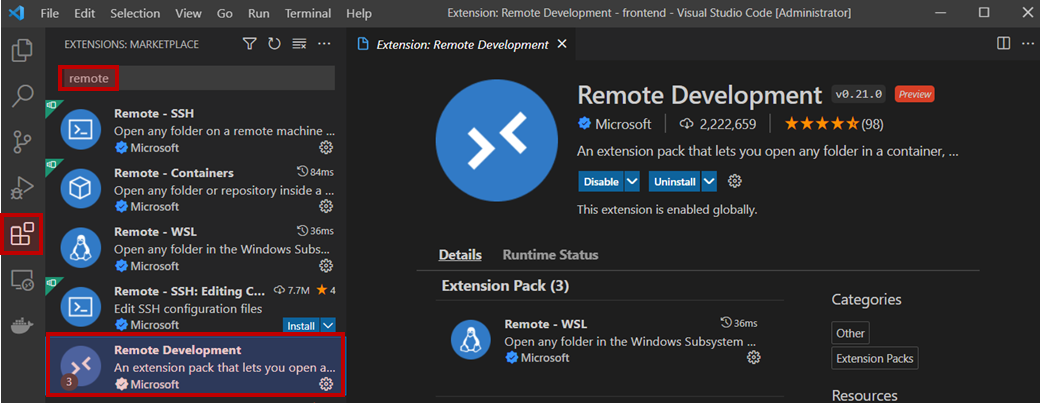 File Edit Selection View Go Run Terminal Help Extension: Remote Development - frontend - Visual Studio Code [Administrator]
EXTENSIONS: MARKETPLACE
remote
Remote - SSH
Open any folder on a remote machine ...
Microsoft
Remote - Containers 84ms
Open any folder or repository inside a ...
Microsoft
Remote - WSL 36ms
Open any folder in the Windows Subs...
Microsoft
Remote - SSH: Editing C... 7.7M 4
Edit SSH configuration files
Microsoft Install
Remote Development
An extension pack that lets you open a...
3
Microsoft
Extension: Remote Development
Remote Development v0.21.0 Preview
Microsoft 2,222,659 (98)
An extension pack that lets you open any folder in a container, ...
Disable Uninstall
This extension is enabled globally.
Details Runtime Status
Extension Pack (3)
Remote - WSL 36ms
Open any folder in the Windows Subsystem ...
Microsoft
Categories
Other
Extension Packs
Resources